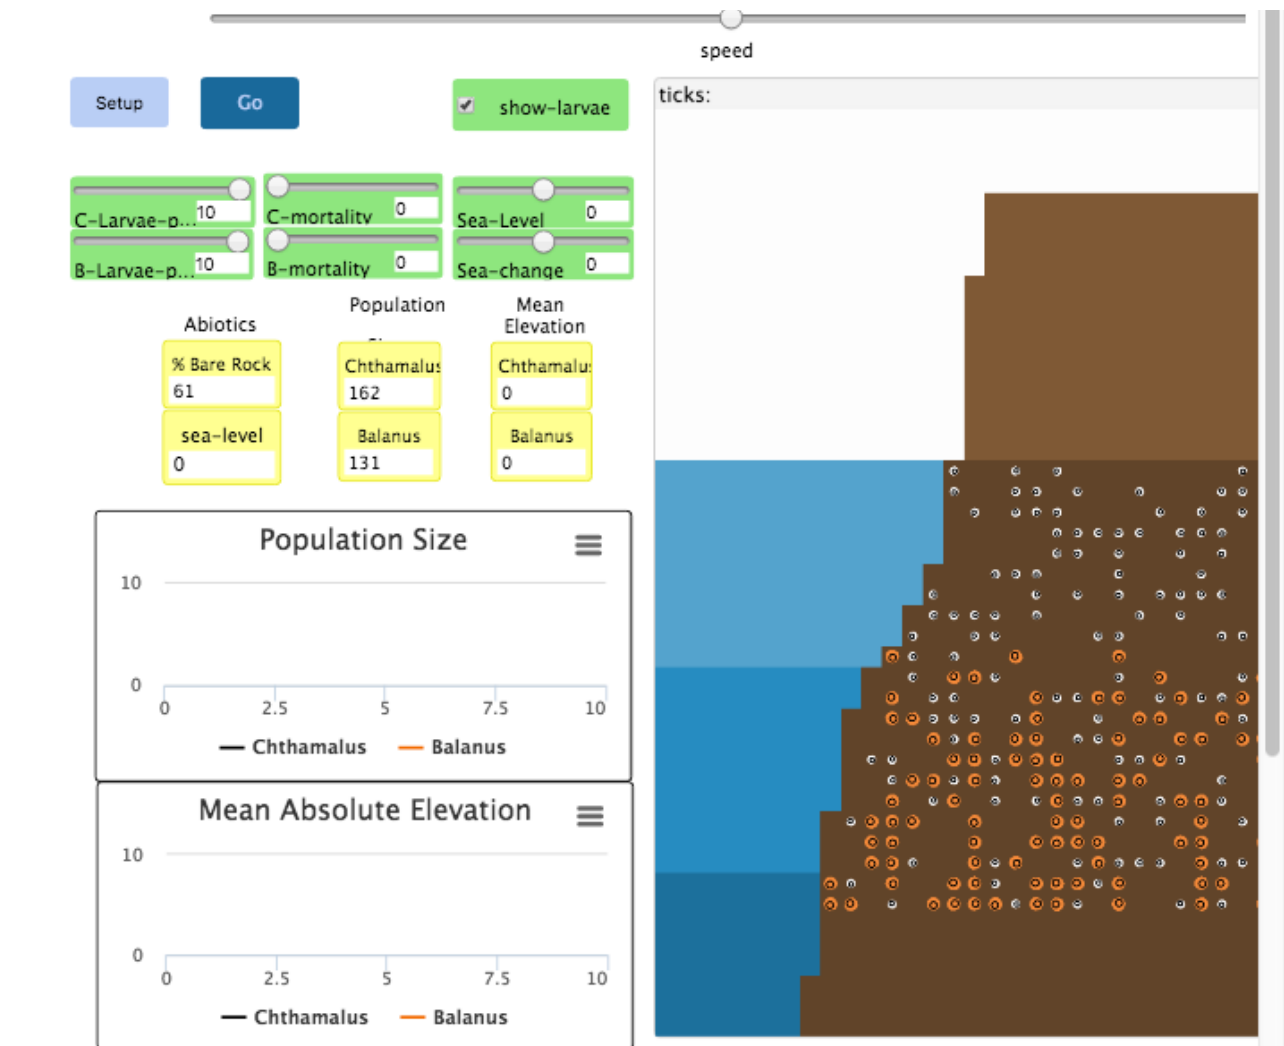 speed
Setup
Go
show-larvae
ticks:
C-Larvae-p...
10
C-mortality
0
Sea-Level
0
B-Larvae-p...
10
B-mortality
0
Sea-change
0
Abiotics
Population
Mean
Elevation
% Bare Rock
61
Chthamalus
162
Chthamalu
0
sea-level
0
Balanus
131
Balanus
0
Population Size
10
0
0 2.5 5 7.5 10
Chthamalus Balanus
Mean Absolute Elevation
10
0
0 2.5 5 7.5 10
Chthamalus Balanus